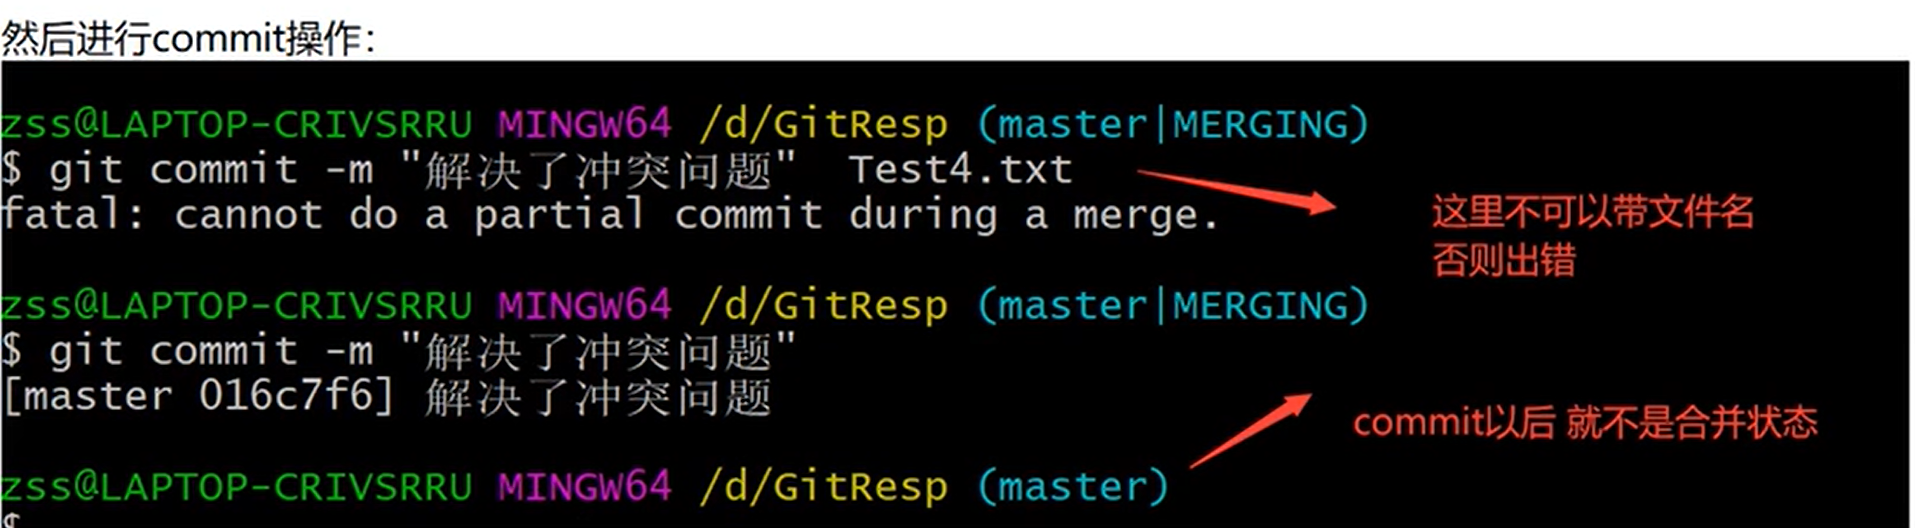 然后进行commit操作：
zss@LAPTOP-CRIVSRRU MINGW64 /d/GitResp (master|MERGING)
$ git commit -m "解决了冲突问题"  Test4.txt
fatal: cannot do a partial commit during a merge.
这里不可以带文件名
否则出错
zss@LAPTOP-CRIVSRRU MINGW64 /d/GitResp (master|MERGING)
$ git commit -m "解决了冲突问题"
[master 016c7f6] 解决了冲突问题
commit以后 就不是合并状态
zss@LAPTOP-CRIVSRRU MINGW64 /d/GitResp (master)
$